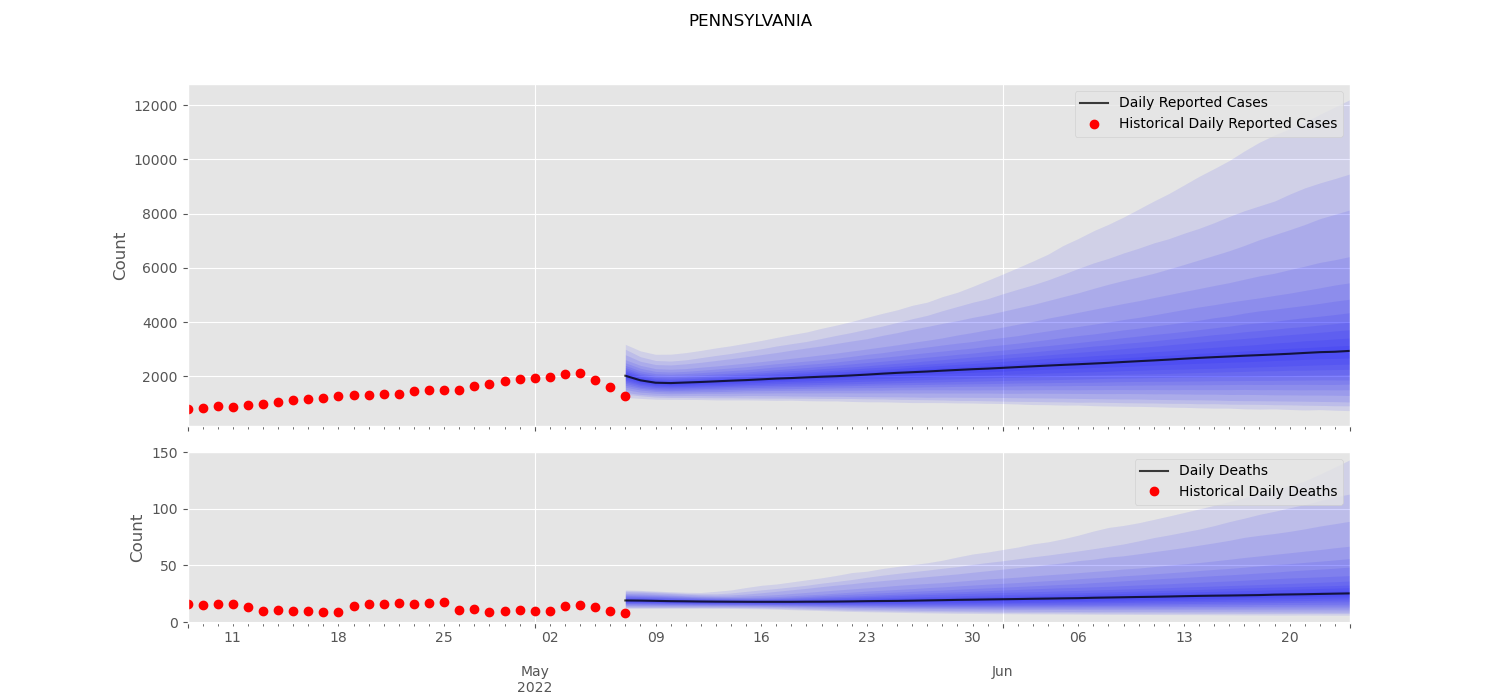 PENNSYLVANIA
12000
10000
8000
6000
4000
2000
Count
Daily Reported Cases
Historical Daily Reported Cases
150
100
50
0
Count
Daily Deaths
Historical Daily Deaths
11 18 25 02 09 16 23 30 06 13 20
May Jun
2022